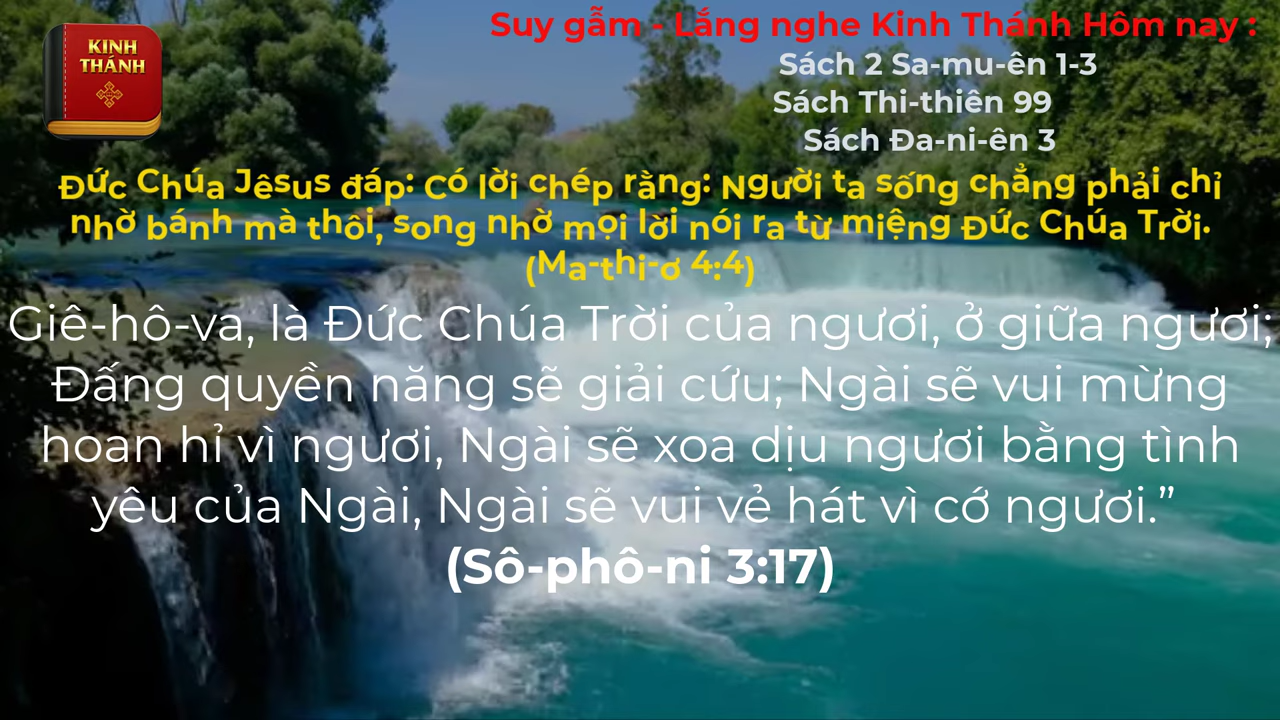 KINH
THÁNH
Suy gẫm - Lắng nghe Kinh Thánh Hôm nay :
Sách 2 Sa-mu-ên 1-3
Sách Thi-thiên 99
Sách Đa-ni-ên 3
Đức Chúa Jêsus đáp: Có lời chép rằng: Người ta sống chẳng phải chỉ
nhờ bánh mà thôi, song nhờ mọi lời nói ra từ miệng Đức Chúa Trời.
(Ma-thi-ơ 4:4)
Giê-hô-va, là Đức Chúa Trời của ngươi, ở giữa ngươi;
Đấng quyền năng sẽ giải cứu; Ngài sẽ vui mừng
hoan hỉ vì ngươi, Ngài sẽ xoa dịu ngươi bằng tình
yêu của Ngài, Ngài sẽ vui vẻ hát vì cớ ngươi.”
(Sô-phô-ni 3:17)